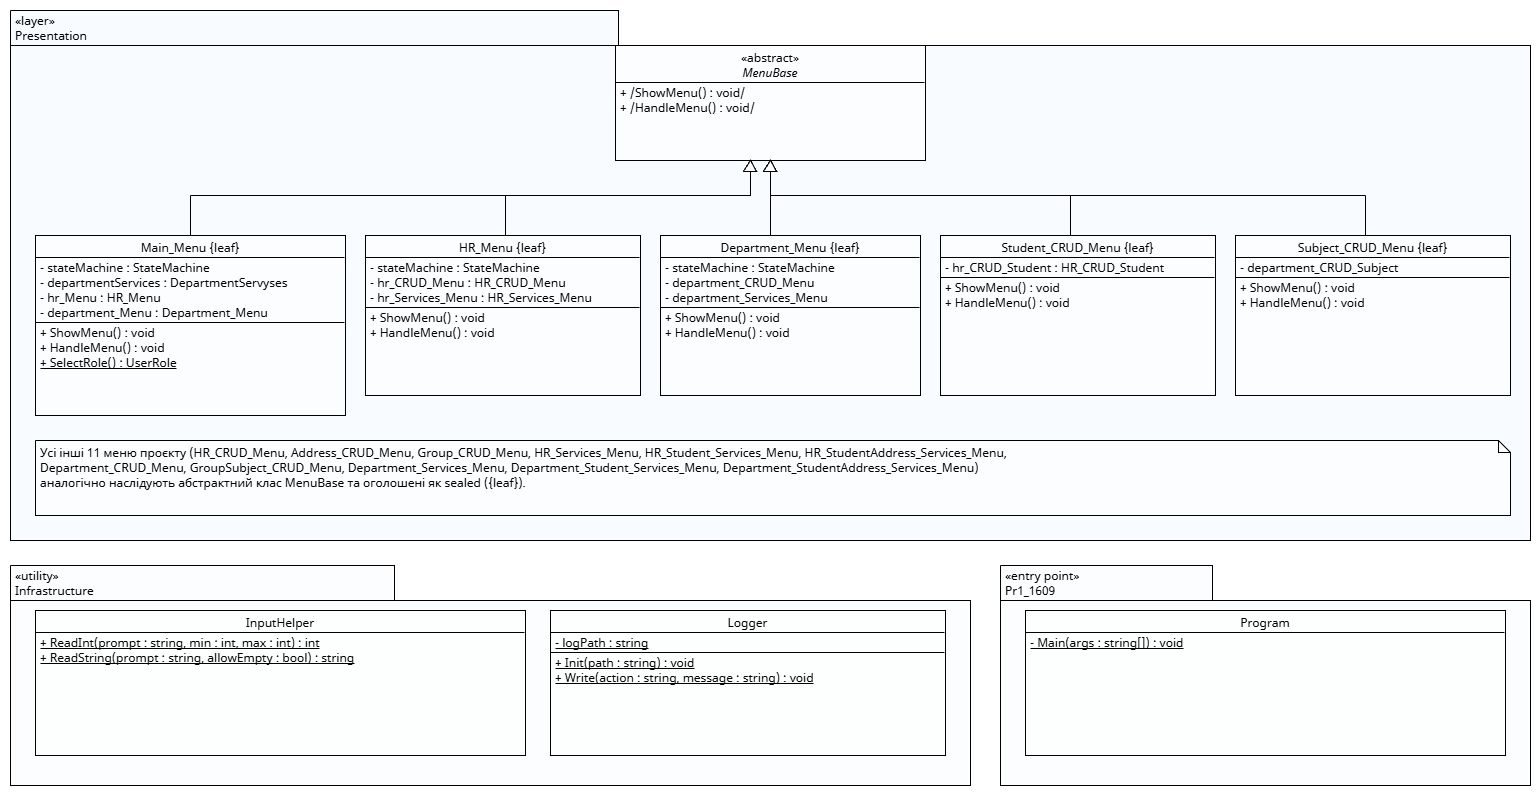 «layer»
Presentation
«abstract»
MenuBase
+ /ShowMenu() : void/
+ /HandleMenu() : void/
Main_Menu {leaf}
- stateMachine : StateMachine
- departmentServices : DepartmentServyses
- hr_Menu : HR_Menu
- department_Menu : Department_Menu
+ ShowMenu() : void
+ HandleMenu() : void
+ SelectRole() : UserRole
HR_Menu {leaf}
- stateMachine : StateMachine
- hr_CRUD_Menu : HR_CRUD_Menu
- hr_Services_Menu : HR_Services_Menu
+ ShowMenu() : void
+ HandleMenu() : void
Department_Menu {leaf}
- stateMachine : StateMachine
- department_CRUD_Menu
- department_Services_Menu
+ ShowMenu() : void
+ HandleMenu() : void
Student_CRUD_Menu {leaf}
- hr_CRUD_Student : HR_CRUD_Student
+ ShowMenu() : void
+ HandleMenu() : void
Subject_CRUD_Menu {leaf}
- department_CRUD_Subject
+ ShowMenu() : void
+ HandleMenu() : void
Усі інші 11 меню проєкту (HR_CRUD_Menu, Address_CRUD_Menu, Group_CRUD_Menu, HR_Services_Menu, HR_Student_Services_Menu, HR_StudentAddress_Services_Menu,
Department_CRUD_Menu, GroupSubject_CRUD_Menu, Department_Services_Menu, Department_Student_Services_Menu, Department_StudentAddress_Services_Menu)
аналогічно наслідують абстрактний клас MenuBase та оголошені як sealed ({leaf}).
«utility»
Infrastructure
InputHelper
+ ReadInt(prompt : string, min : int, max : int) : int
+ ReadString(prompt : string, allowEmpty : bool) : string
Logger
- logPath : string
+ Init(path : string) : void
+ Write(action : string, message : string) : void
«entry point»
Pr1_1609
Program
- Main(args : string[]) : void